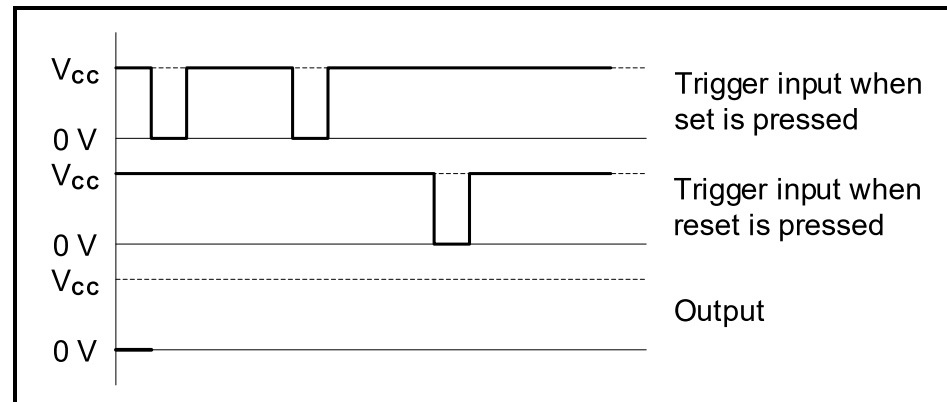 Vcc
Trigger input when
set is pressed
0 V
Vcc
Trigger input when
reset is pressed
0 V
Vcc
Output
0 V